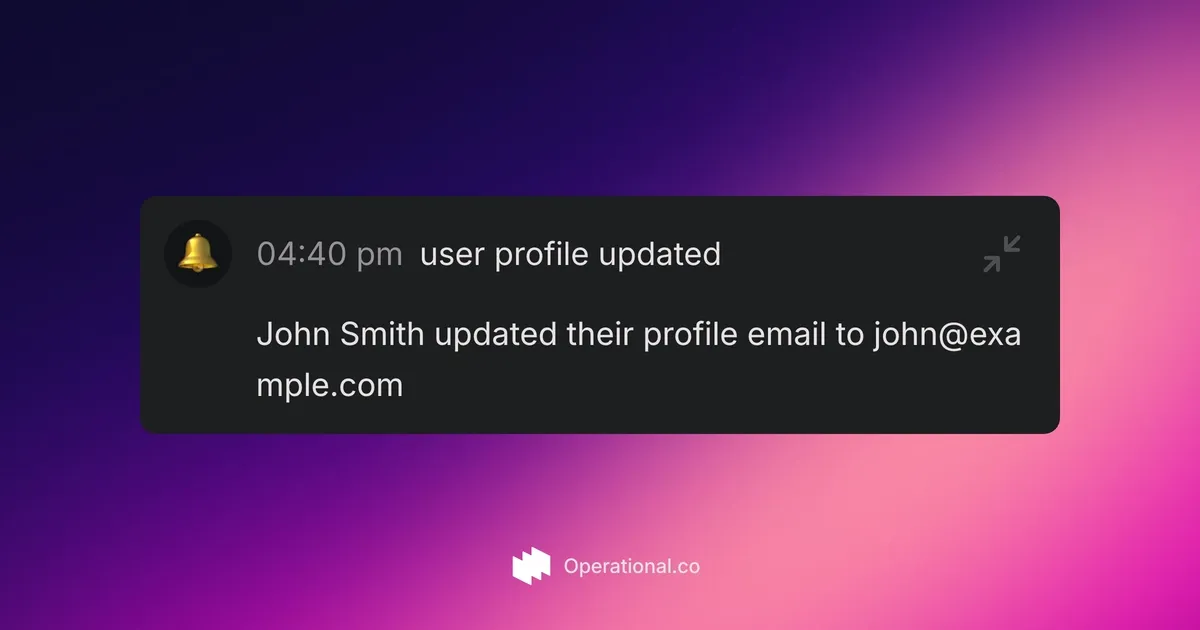 04:40 pm user profile updated
John Smith updated their profile email to john@exa
mple.com
Operational.co